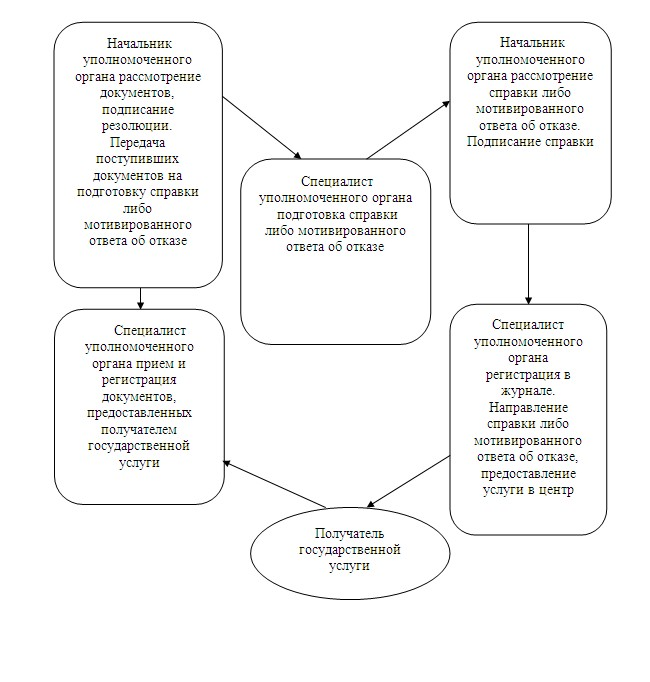 Начальник
уполномоченного
органа рассмотрение
документов,
подписание
резолюции.
Передача
поступивших
документов на
подготовку справки
либо
мотивированного
ответа об отказе
Начальник
уполномоченного
органа рассмотрение
справки либо
мотивированного
ответа об отказе.
Подписание справки
Специалист
уполномоченного органа
подготовка справки
либо мотивированного
ответа об отказе
Специалист
уполномоченного
органа прием и
регистрация
документов,
предоставленных
получателем
государственной
услуги
Специалист
уполномоченного
органа
регистрация в
журнале.
Направление
справки либо
мотивированного
ответа об отказе,
предоставление
услуги в центр
Получатель
государственной
услуги